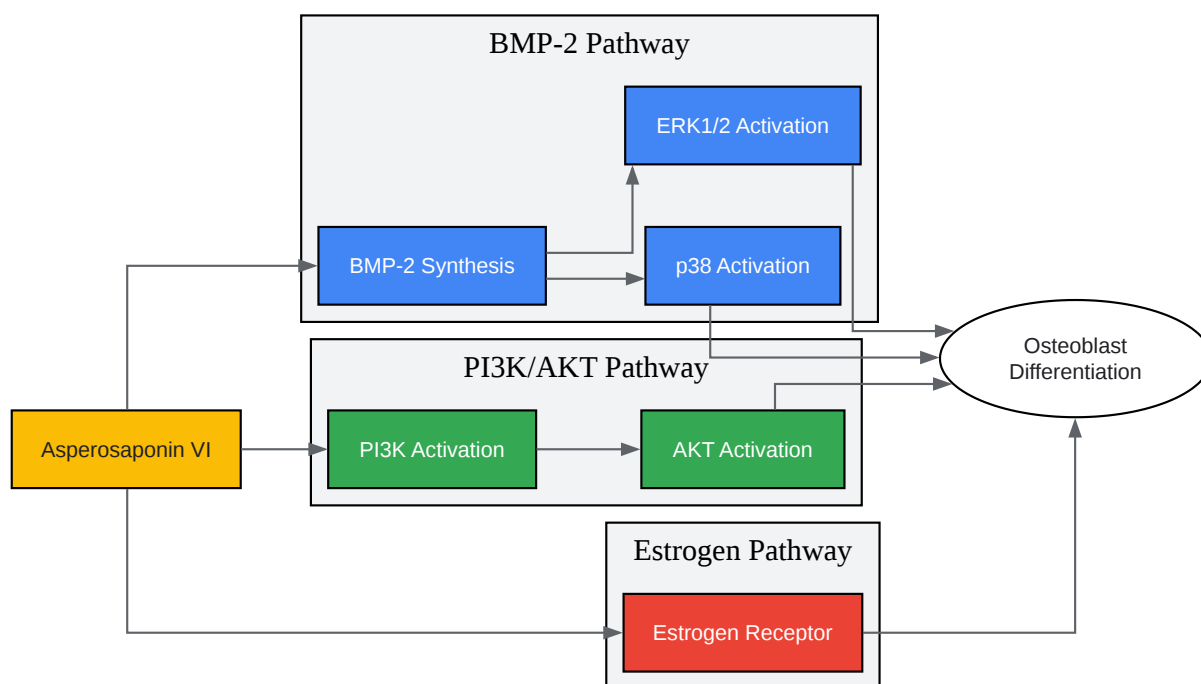 BMP-2 Pathway
ERK1/2 Activation
BMP-2 Synthesis
p38 Activation
Osteoblast
Differentiation
PI3K/AKT Pathway
Asperosaponin VI
PI3K Activation
AKT Activation
Estrogen Pathway
Estrogen Receptor